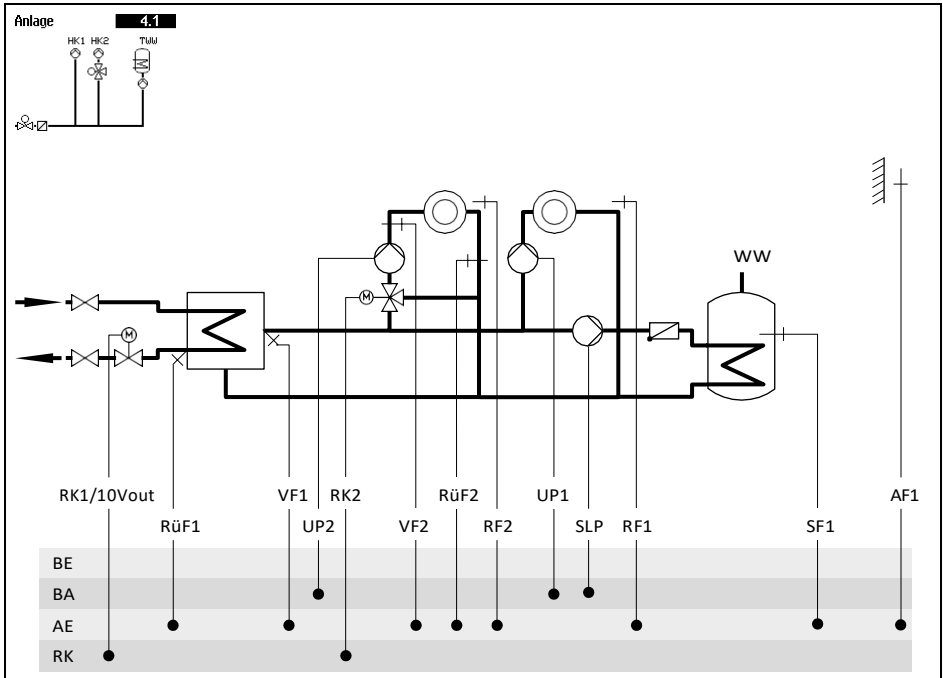 Anlage 4.1
HK1 HK2 TWW
WW
M
M
RK1/10Vout VF1 RK2 RüF2 UP1 AF1
RüF1 UP2 VF2 RF2 SLP RF1 SF1
BE
BA
AE
RK